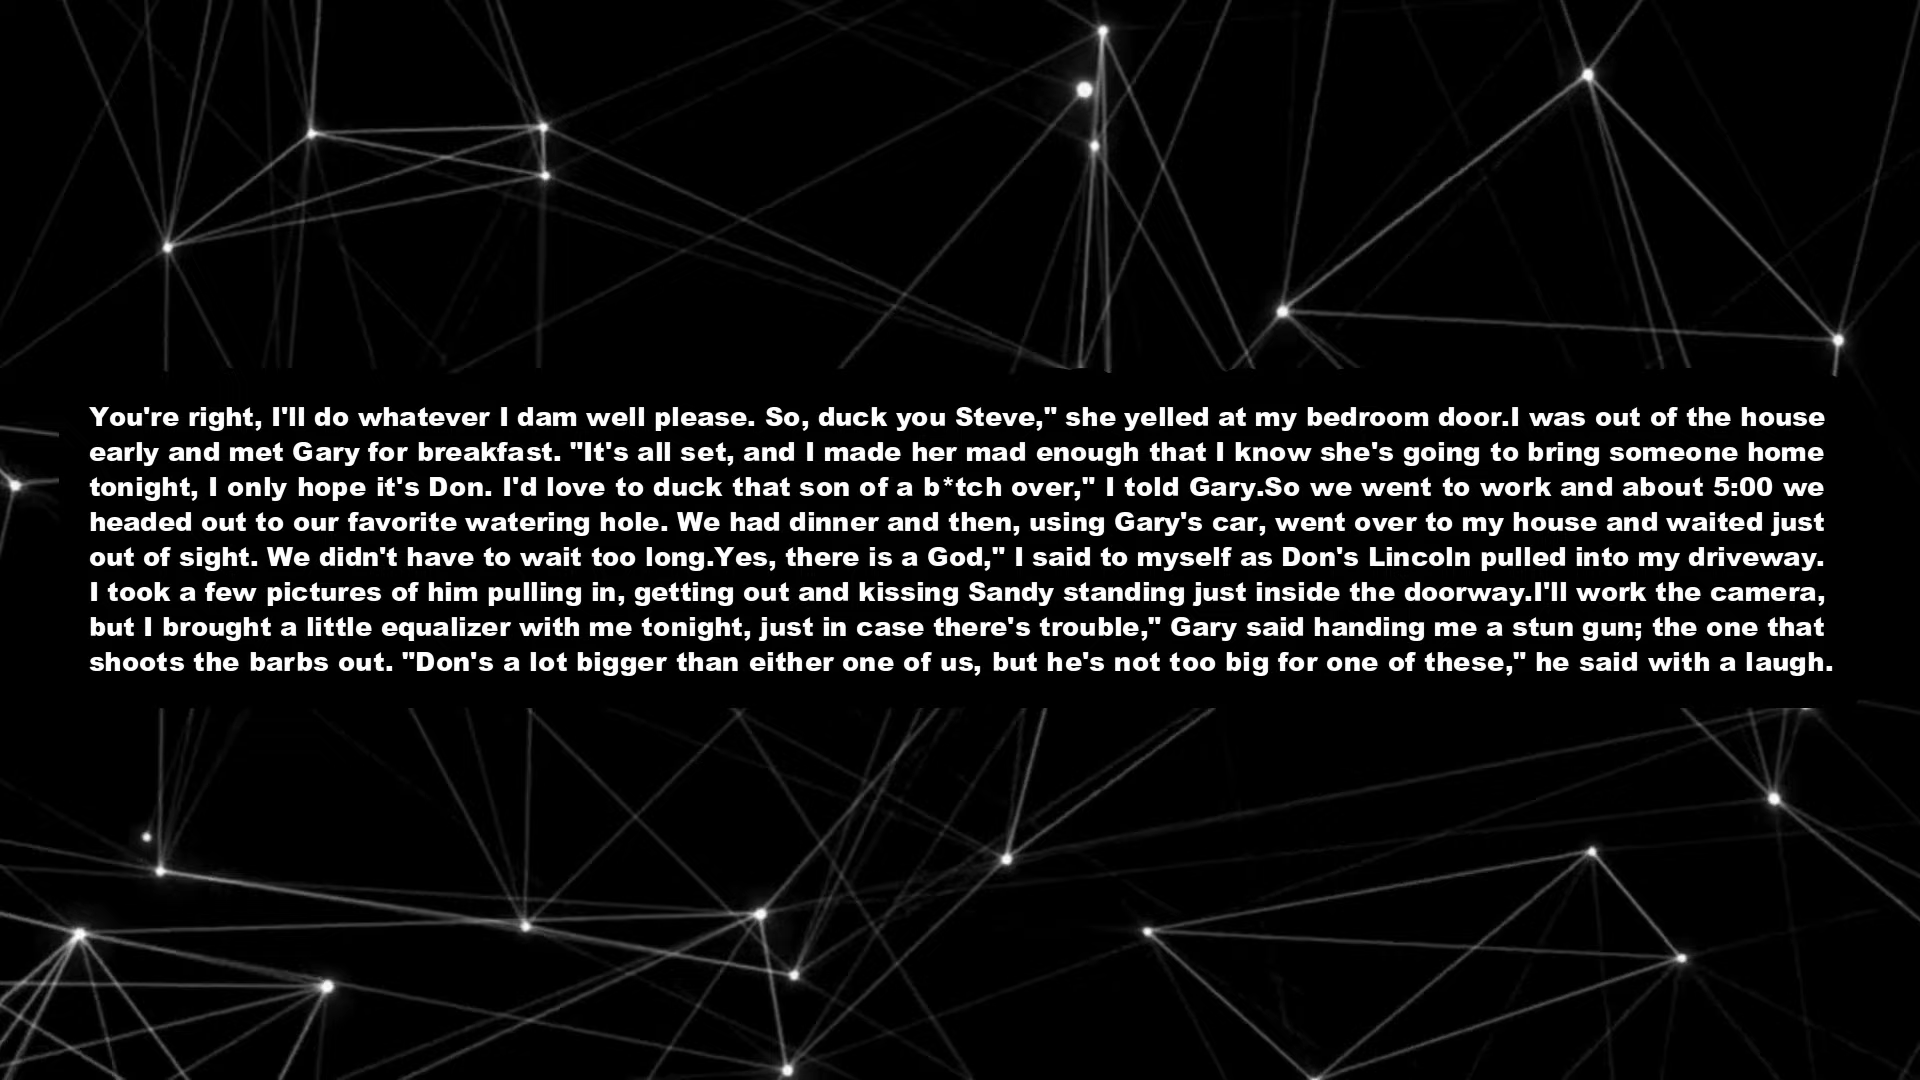 You're right, I'll do whatever I dam well please. So, duck you Steve," she yelled at my bedroom door.I was out of the house
early and met Gary for breakfast. "It's all set, and I made her mad enough that I know she's going to bring someone home
tonight, I only hope it's Don. I'd love to duck that son of a b*tch over," I told Gary.So we went to work and about 5:00 we
headed out to our favorite watering hole. We had dinner and then, using Gary's car, went over to my house and waited just
out of sight. We didn't have to wait too long.Yes, there is a God," I said to myself as Don's Lincoln pulled into my driveway.
I took a few pictures of him pulling in, getting out and kissing Sandy standing just inside the doorway.I'll work the camera,
but I brought a little equalizer with me tonight, just in case there's trouble," Gary said handing me a stun gun; the one that
shoots the barbs out. "Don's a lot bigger than either one of us, but he's not too big for one of these," he said with a laugh.